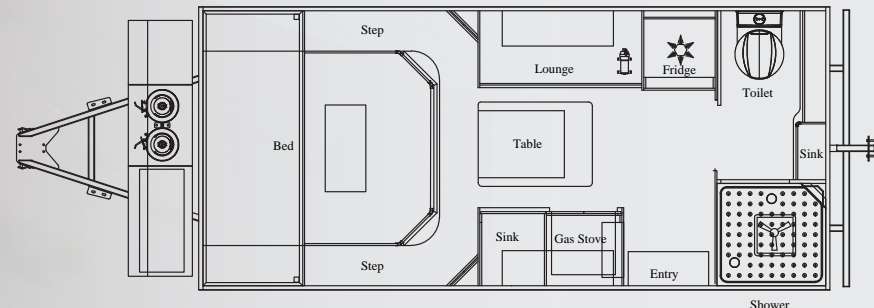 Step
Lounge
Fridge
Toilet
Bed
Table
Sink
Sink
Gas Stove
Step
Entry
Shower